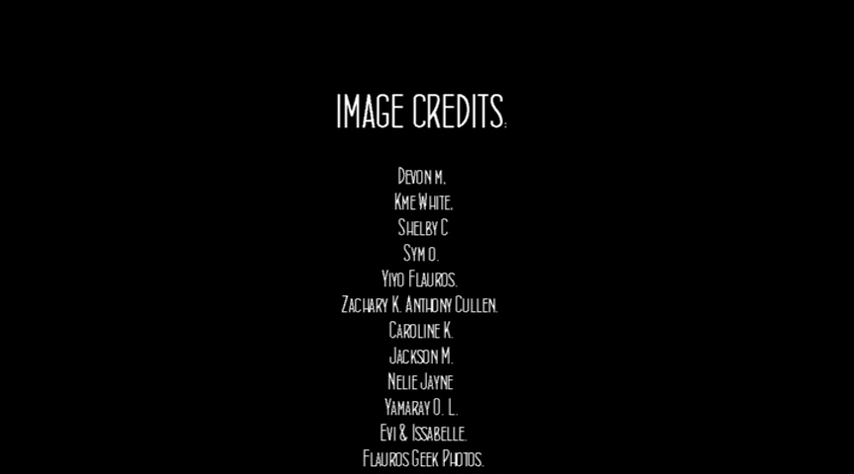 IMAGE CREDITS:
DEVON M.
KME WHITE,
SHELBY C
SYM O.
YIYO FLAUROS.
ZACHARY K. ANTHONY CULLEN.
CAROLINE K.
JACKSON M.
NELIE JAYNE
YAMARAY O. L.
EVI & ISSABELLE.
FLAUROS GEEK PHOTOS.